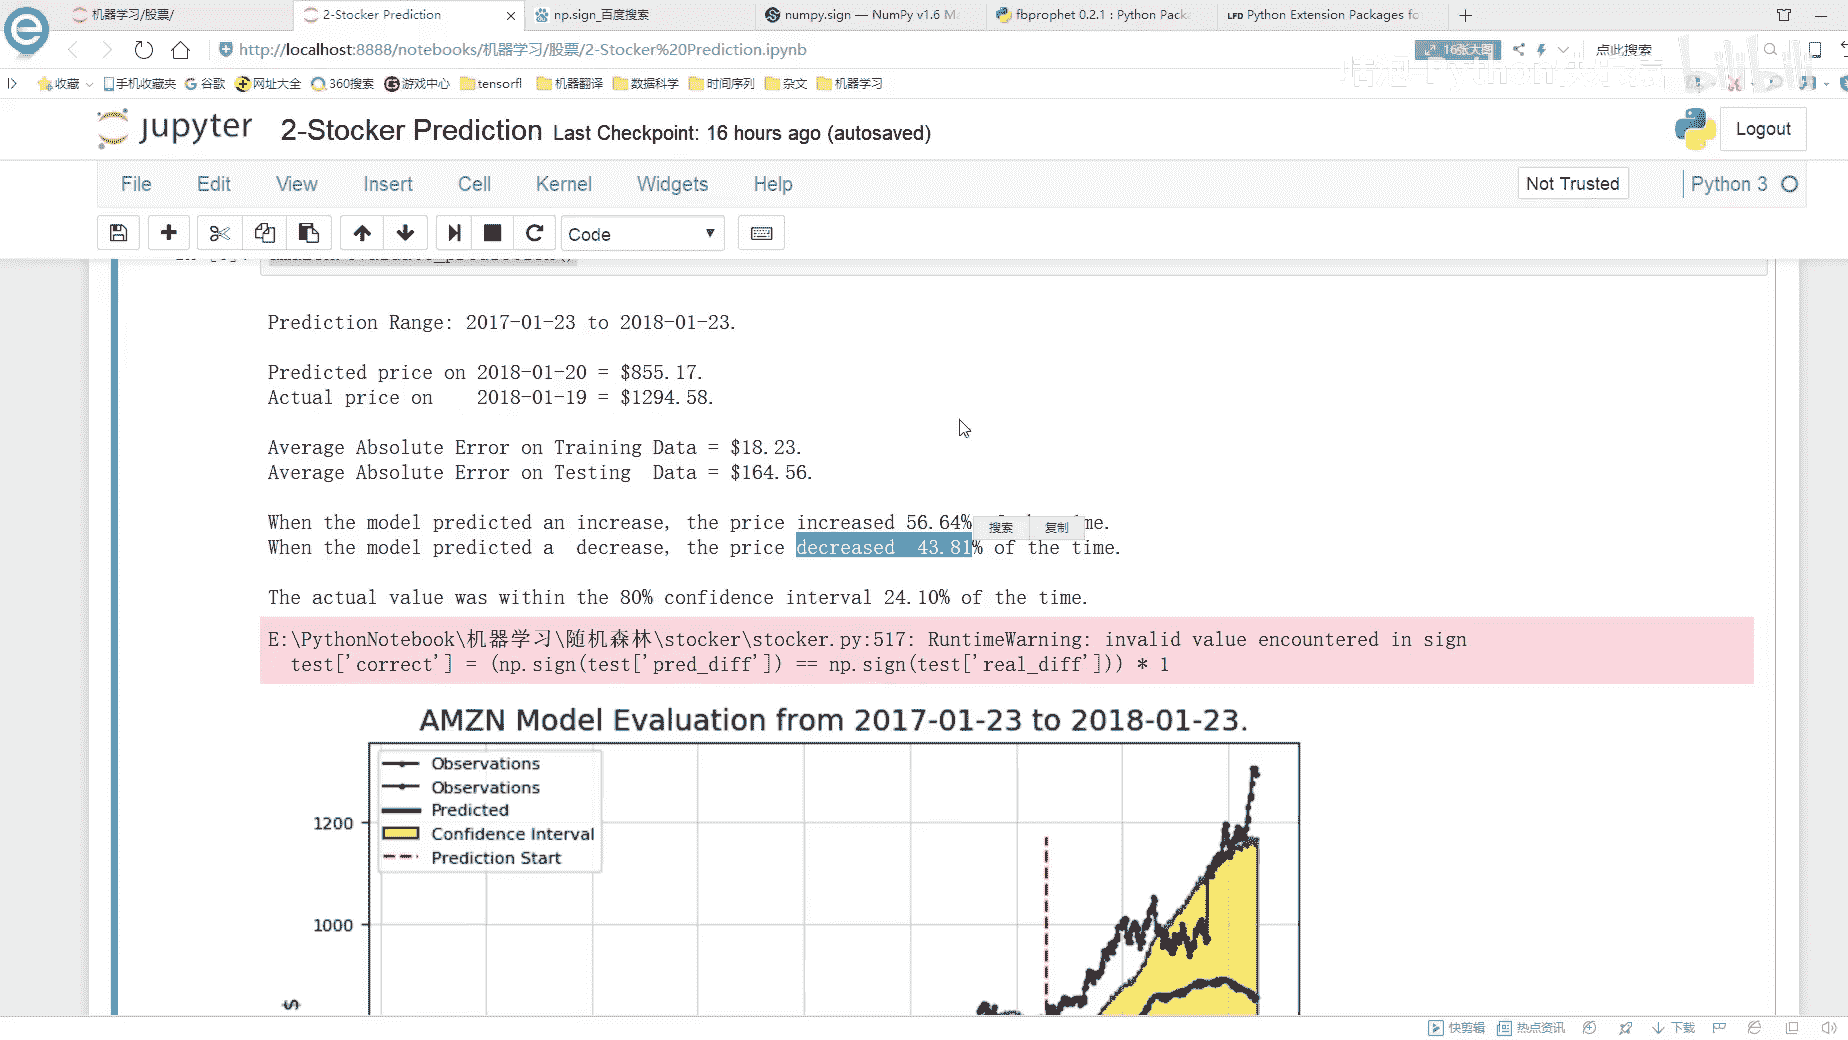 机器学习/股票/
2-Stocker Prediction
np.sign_百度搜索
numpy.sign — NumPy v1.6 Ma
fbprophet 0.2.1 : Python Packa
LFD Python Extension Packages fo
http://localhost:8888/notebooks/机器学习/股票/2-Stocker%20Prediction.ipynb
16张大图
点此搜索
收藏
手机收藏夹
谷歌
网址大全
360搜索
游戏中心
tensorfl
机器翻译
数据科学
时间序列
杂文
机器学习
bilibili
jupyter
2-Stocker Prediction Last Checkpoint: 16 hours ago (autosaved)
Logout
File Edit View Insert Cell Kernel Widgets Help
Not Trusted
Python 3
Code
Prediction Range: 2017-01-23 to 2018-01-23.
Predicted price on 2018-01-20 = $855.17.
Actual price on 2018-01-19 = $1294.58.
Average Absolute Error on Training Data = $18.23.
Average Absolute Error on Testing Data = $164.56.
When the model predicted an increase, the price increased 56.64% me.
搜索 复制
When the model predicted a decrease, the price decreased 43.81% of the time.
The actual value was within the 80% confidence interval 24.10% of the time.
E:\PythonNotebook\机器学习\随机森林\stocker\stocker.py:517: RuntimeWarning: invalid value encountered in sign
test['correct'] = (np.sign(test['pred_diff']) == np.sign(test['real_diff'])) * 1
AMZN Model Evaluation from 2017-01-23 to 2018-01-23.
Observations
Observations
Predicted
Confidence Interval
Prediction Start
1200
1000
$
快剪辑
热点资讯
下载